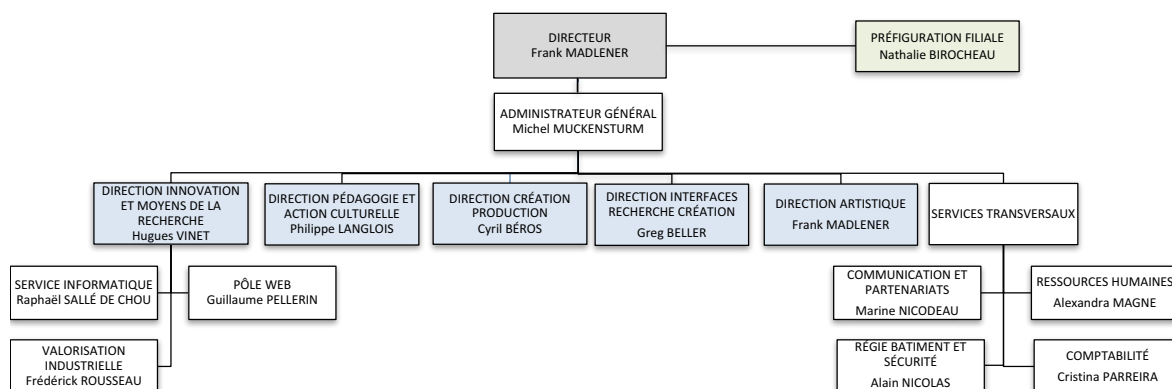 DIRECTEUR
Frank MADLENER
PRÉFIGURATION FILIALE
Nathalie BIROCHEAU
ADMINISTRATEUR GÉNÉRAL
Michel MUCKENSTURM
DIRECTION INNOVATION
ET MOYENS DE LA
RECHERCHE
Hugues VINET
DIRECTION PÉDAGOGIE ET
ACTION CULTURELLE
Philippe LANGLOIS
DIRECTION CRÉATION
PRODUCTION
Cyril BÉROS
DIRECTION INTERFACES
RECHERCHE CRÉATION
Greg BELLER
DIRECTION ARTISTIQUE
Frank MADLENER
SERVICES TRANSVERSAUX
SERVICE INFORMATIQUE
Raphaël SALLÉ DE CHOU
PÔLE WEB
Guillaume PELLERIN
COMMUNICATION ET
PARTENARIATS
Marine NICODEAU
RESSOURCES HUMAINES
Alexandra MAGNE
VALORISATION
INDUSTRIELLE
Frédérick ROUSSEAU
RÉGIE BATIMENT ET
SÉCURITÉ
Alain NICOLAS
COMPTABILITÉ
Cristina PARREIRA